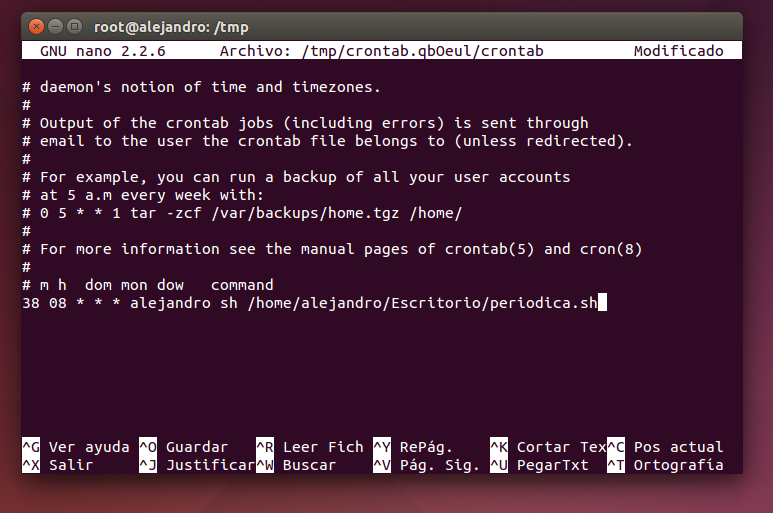 root@alejandro: /tmp
GNU nano 2.2.6 Archivo: /tmp/crontab.qbOeul/crontab Modificado
# daemon's notion of time and timezones.
#
# Output of the crontab jobs (including errors) is sent through
# email to the user the crontab file belongs to (unless redirected).
#
# For example, you can run a backup of all your user accounts
# at 5 a.m every week with:
# 0 5 * * 1 tar -zcf /var/backups/home.tgz /home/
#
# For more information see the manual pages of crontab(5) and cron(8)
#
# m h  dom mon dow   command
38 08 * * * alejandro sh /home/alejandro/Escritorio/periodica.sh
^G Ver ayuda ^O Guardar ^R Leer Fich ^Y RePág. ^K Cortar Tex ^C Pos actual
^X Salir ^J Justificar ^W Buscar ^V Pág. Sig. ^U PegarTxt ^T Ortografía